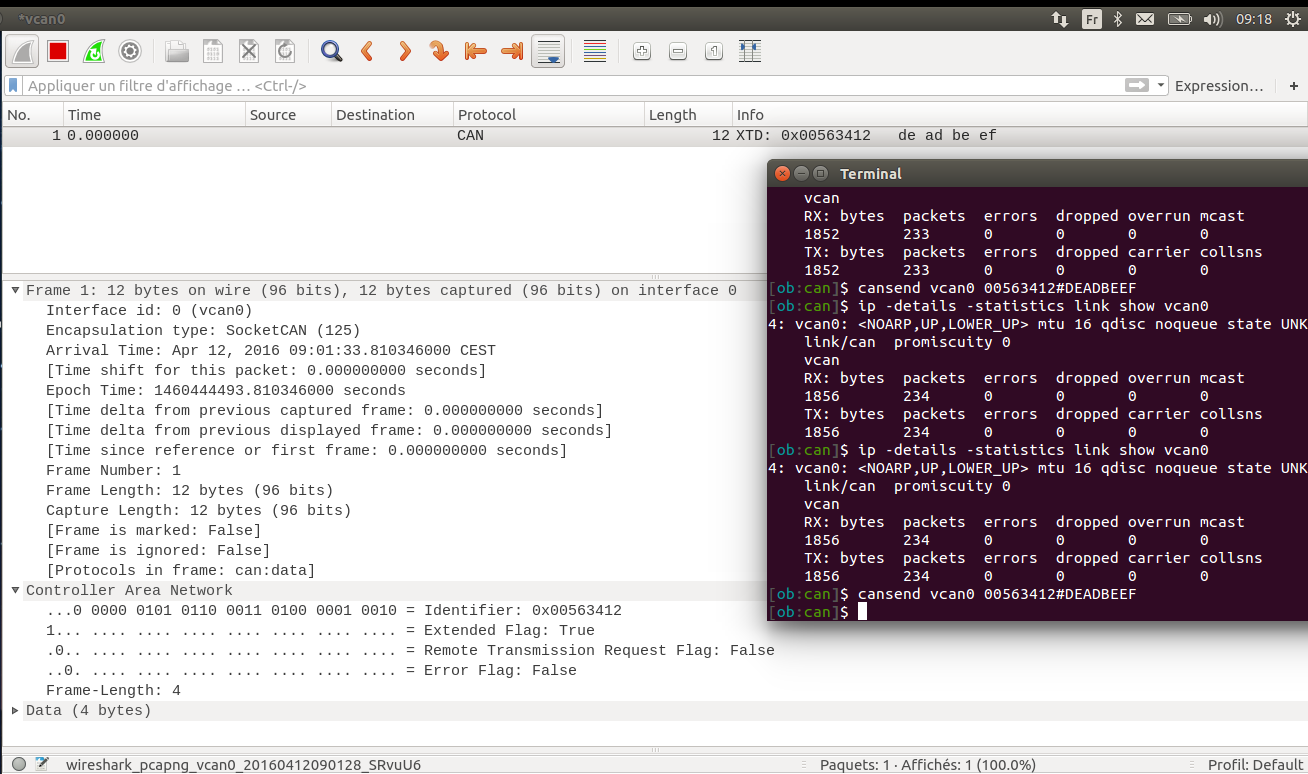 *vcan0
Fr
09:18
Appliquer un filtre d'affichage … <Ctrl-/>
Expression…
+
No. Time Source Destination Protocol Length Info
1 0.000000 CAN 12 XTD: 0x00563412 de ad be ef
Frame 1: 12 bytes on wire (96 bits), 12 bytes captured (96 bits) on interface 0
Interface id: 0 (vcan0)
Encapsulation type: SocketCAN (125)
Arrival Time: Apr 12, 2016 09:01:33.810346000 CEST
[Time shift for this packet: 0.000000000 seconds]
Epoch Time: 1460444493.810346000 seconds
[Time delta from previous captured frame: 0.000000000 seconds]
[Time delta from previous displayed frame: 0.000000000 seconds]
[Time since reference or first frame: 0.000000000 seconds]
Frame Number: 1
Frame Length: 12 bytes (96 bits)
Capture Length: 12 bytes (96 bits)
[Frame is marked: False]
[Frame is ignored: False]
[Protocols in frame: can:data]
Controller Area Network
...0 0000 0101 0110 0011 0100 0001 0010 = Identifier: 0x00563412
1... .... .... .... .... .... .... .... = Extended Flag: True
.0.. .... .... .... .... .... .... .... = Remote Transmission Request Flag: False
..0. .... .... .... .... .... .... .... = Error Flag: False
Frame-Length: 4
Data (4 bytes)
Terminal
vcan
RX: bytes packets errors dropped overrun mcast
1852 233 0 0 0 0
TX: bytes packets errors dropped carrier collsns
1852 233 0 0 0 0
[ob:can]$ cansend vcan0 00563412#DEADBEEF
[ob:can]$ ip -details -statistics link show vcan0
4: vcan0: <NOARP,UP,LOWER_UP> mtu 16 qdisc noqueue state UNK
link/can promiscuity 0
vcan
RX: bytes packets errors dropped overrun mcast
1856 234 0 0 0 0
TX: bytes packets errors dropped carrier collsns
1856 234 0 0 0 0
[ob:can]$ ip -details -statistics link show vcan0
4: vcan0: <NOARP,UP,LOWER_UP> mtu 16 qdisc noqueue state UNK
link/can promiscuity 0
vcan
RX: bytes packets errors dropped overrun mcast
1856 234 0 0 0 0
TX: bytes packets errors dropped carrier collsns
1856 234 0 0 0 0
[ob:can]$ cansend vcan0 00563412#DEADBEEF
[ob:can]$
wireshark_pcapng_vcan0_20160412090128_SRvuU6
Paquets: 1 · Affichés: 1 (100.0%)
Profil: Default